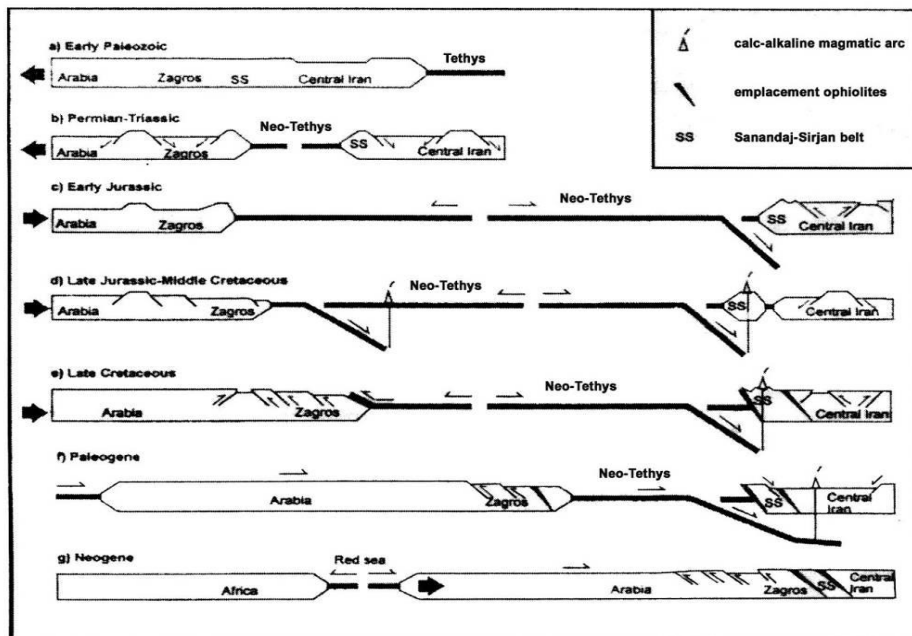 a) Early Paleozoic
Tethys
Arabia Zagros SS Central Iran
b) Permian-Triassic
Neo-Tethys
Arabia Zagros SS Central Iran
c) Early Jurassic
Neo-Tethys
Arabia Zagros SS Central Iran
d) Late Jurassic-Middle Cretaceous
Neo-Tethys
Arabia Zagros SS Central Iran
e) Late Cretaceous
Neo-Tethys
Arabia Zagros SS Central Iran
f) Paleogene
Neo-Tethys
Arabia Zagros SS Central
Iran
g) Neogene
Red sea
Africa Arabia Zagros SS Central
Iran
calc-alkaline magmatic arc
emplacement ophiolites
SS Sanandaj-Sirjan belt